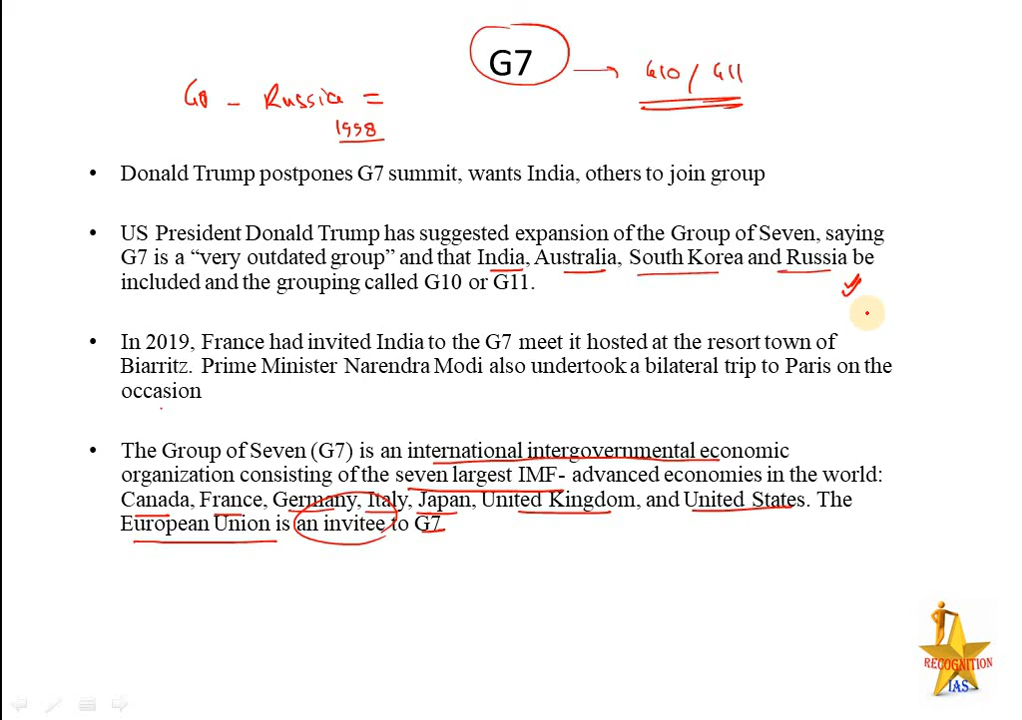 G7
G10 / G11
G8 - Russia =
1998
• Donald Trump postpones G7 summit, wants India, others to join group
• US President Donald Trump has suggested expansion of the Group of Seven, saying
G7 is a “very outdated group” and that India, Australia, South Korea and Russia be
included and the grouping called G10 or G11.
• In 2019, France had invited India to the G7 meet it hosted at the resort town of
Biarritz. Prime Minister Narendra Modi also undertook a bilateral trip to Paris on the
occasion
• The Group of Seven (G7) is an international intergovernmental economic
organization consisting of the seven largest IMF- advanced economies in the world:
Canada, France, Germany, Italy, Japan, United Kingdom, and United States. The
European Union is an invitee to G7
RECOGNITION
IAS